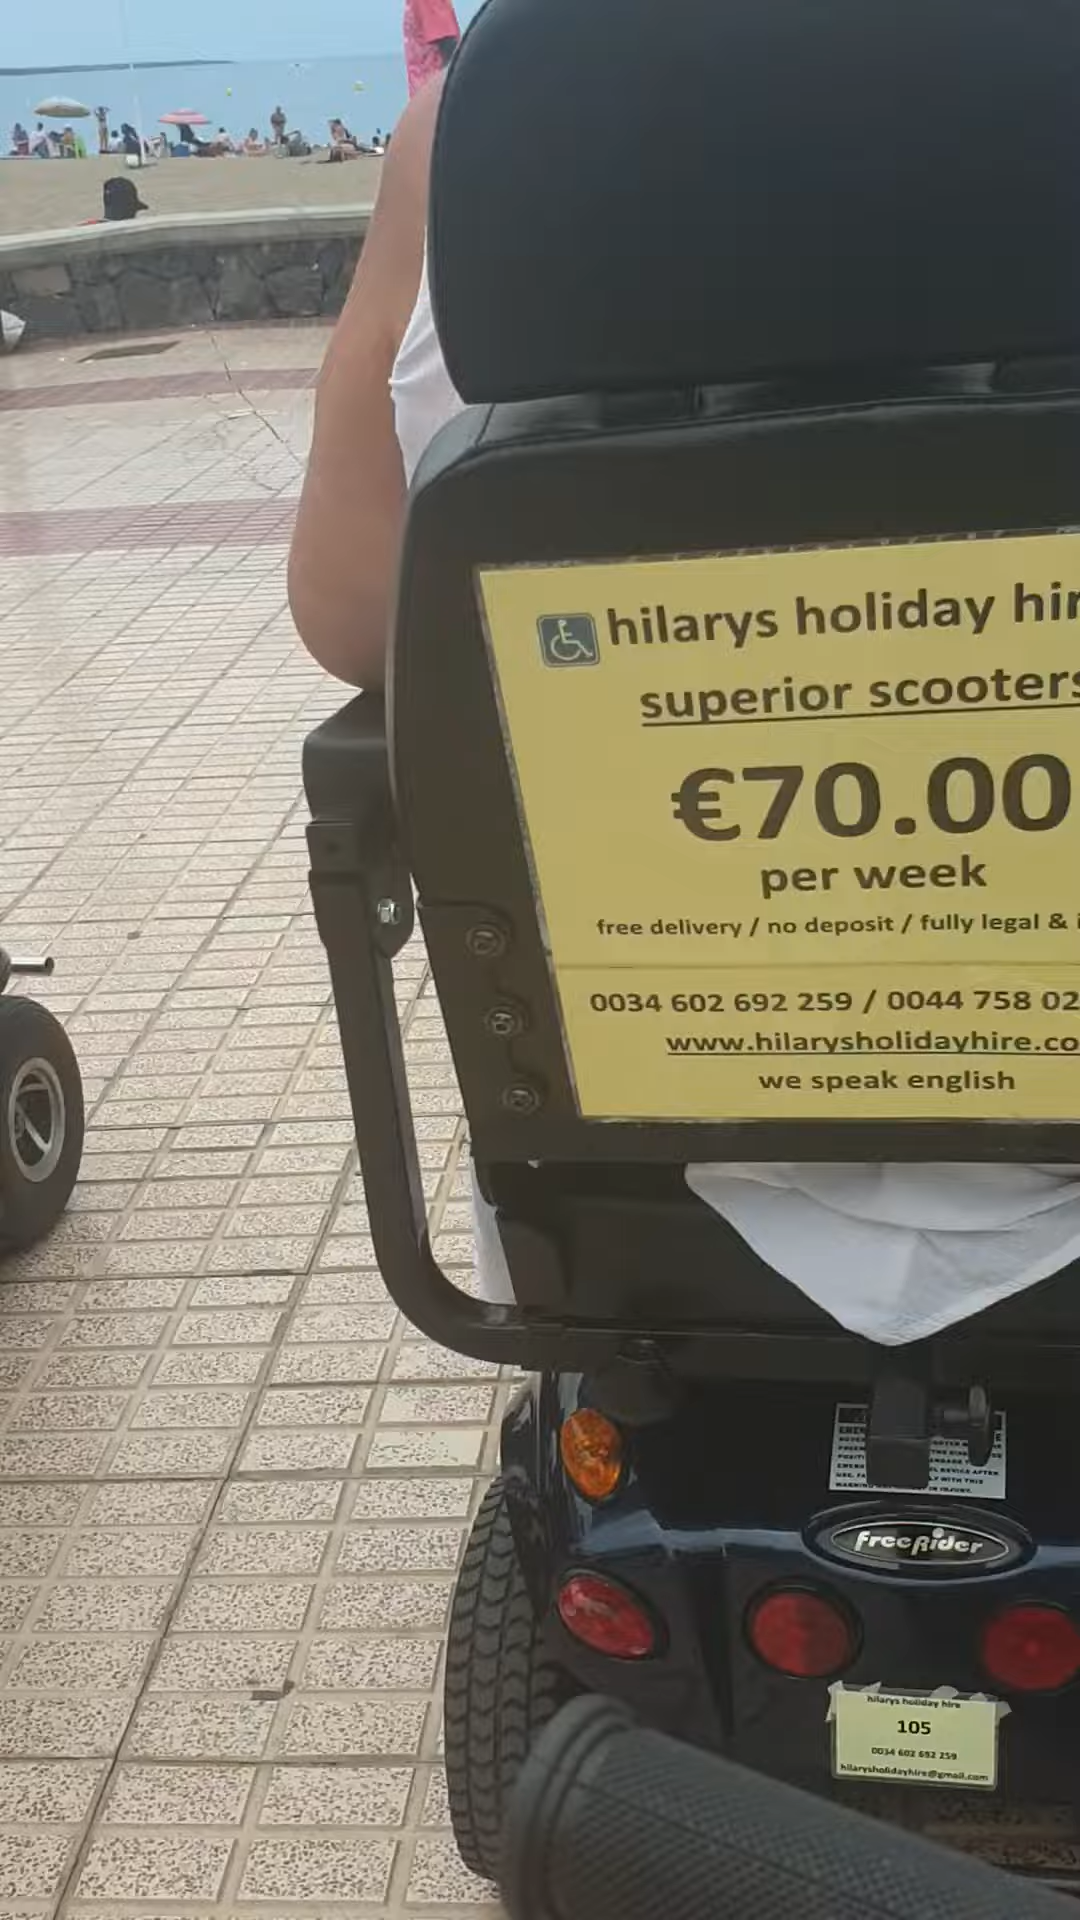 hilarys holiday
superior scooters
€70.00
per week
free delivery / no deposit / fully legal &
0034 602 692 259 / 0044 758 02
www.hilarysholidayhire.co
we speak english
freeRider
hilarys holiday hire
105
0034 602 692 259
hilarysholidayhire@gmail.com